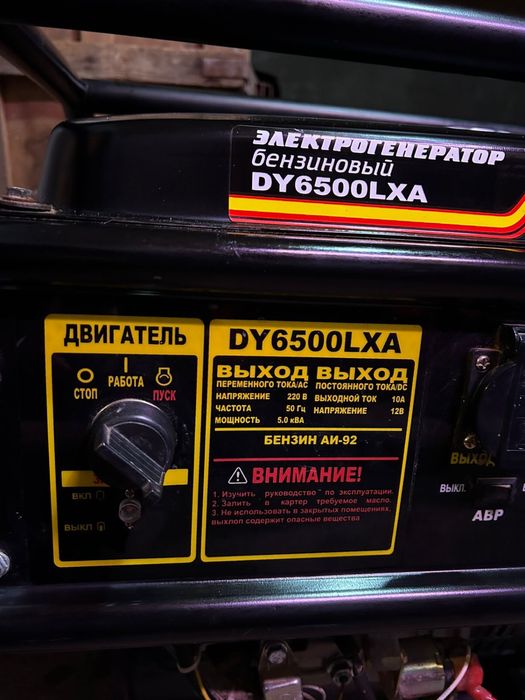 ЭЛЕКТРОГЕНЕРАТОР
бензиновый
DY6500LXA
ДВИГАТЕЛЬ
СТОП
РАБОТА
ПУСК
ВКЛ
ВЫКЛ
DY6500LXA
ВЫХОД ВЫХОД
ПЕРЕМЕННОГО ТОКА/AC ПОСТОЯННОГО ТОКА/DC
НАПРЯЖЕНИЕ 220 В ВЫХОДНОЙ ТОК 10А
ЧАСТОТА 50 Гц НАПРЯЖЕНИЕ 12В
МОЩНОСТЬ 5.0 кВА
БЕНЗИН АИ-92
ВНИМАНИЕ!
1. Изучить руководство по эксплуатации.
2. Залить в картер требуемое масло.
3. Не использовать в закрытых помещениях,
выхлоп содержит опасные вещества
ВЫХОД
ВЫКЛ.
АВР